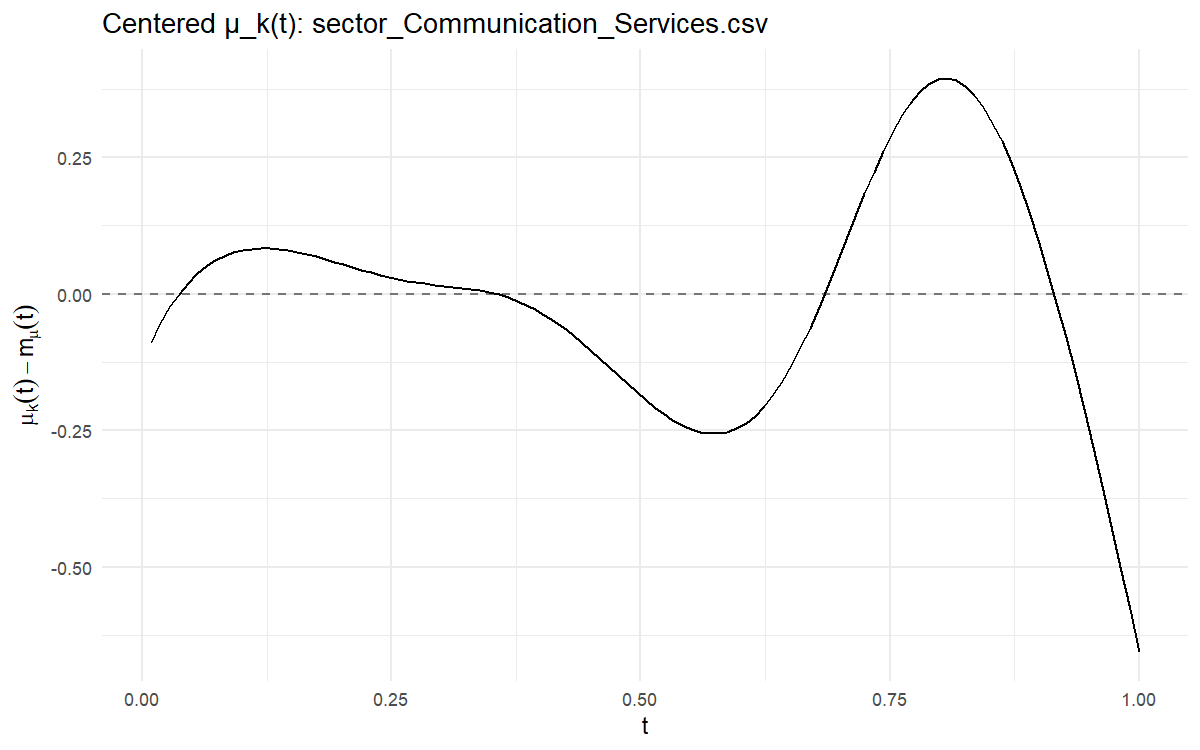 Centered µ_k(t): sector_Communication_Services.csv
μk(t) − mμ(t)
0.25
0.00
-0.25
-0.50
0.00 0.25 0.50 0.75 1.00
t